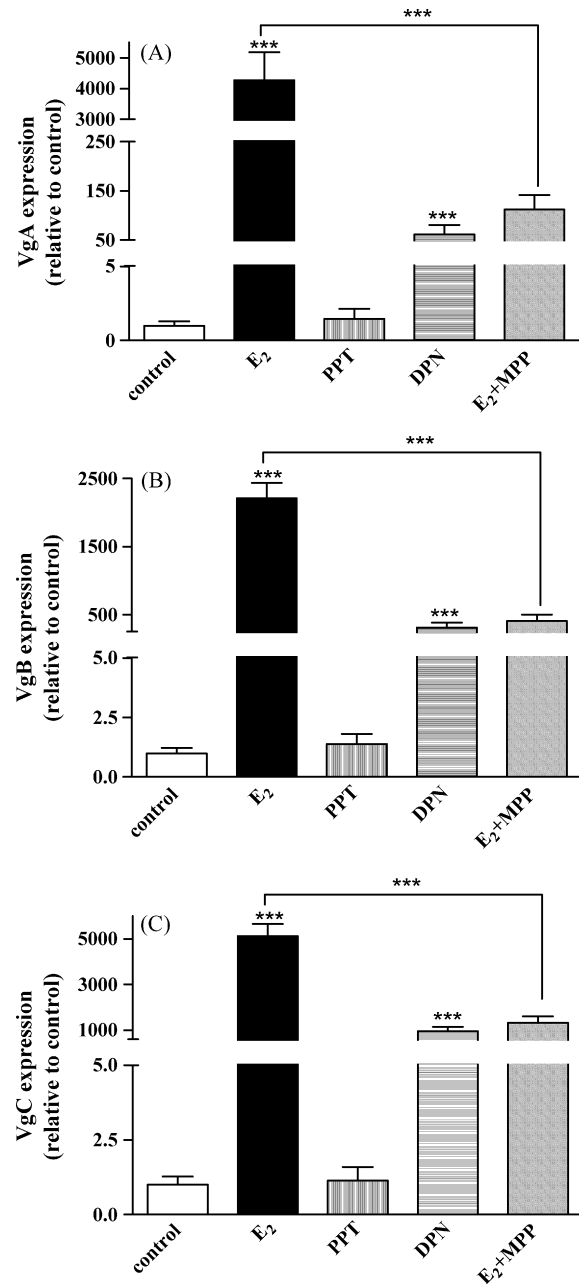 ***
(A)
***
5000
4000
3000
250
150
***
50
5
0
VgA expression
(relative to control)
control
E₂
PPT
DPN
E₂+MPP
***
(B)
***
2500
1500
500
***
5.0
2.5
0.0
VgB expression
(relative to control)
control
E₂
PPT
DPN
E₂+MPP
***
(C)
***
5000
3000
1000
***
5.0
2.5
0.0
VgC expression
(relative to control)
control
E₂
PPT
DPN
E₂+MPP